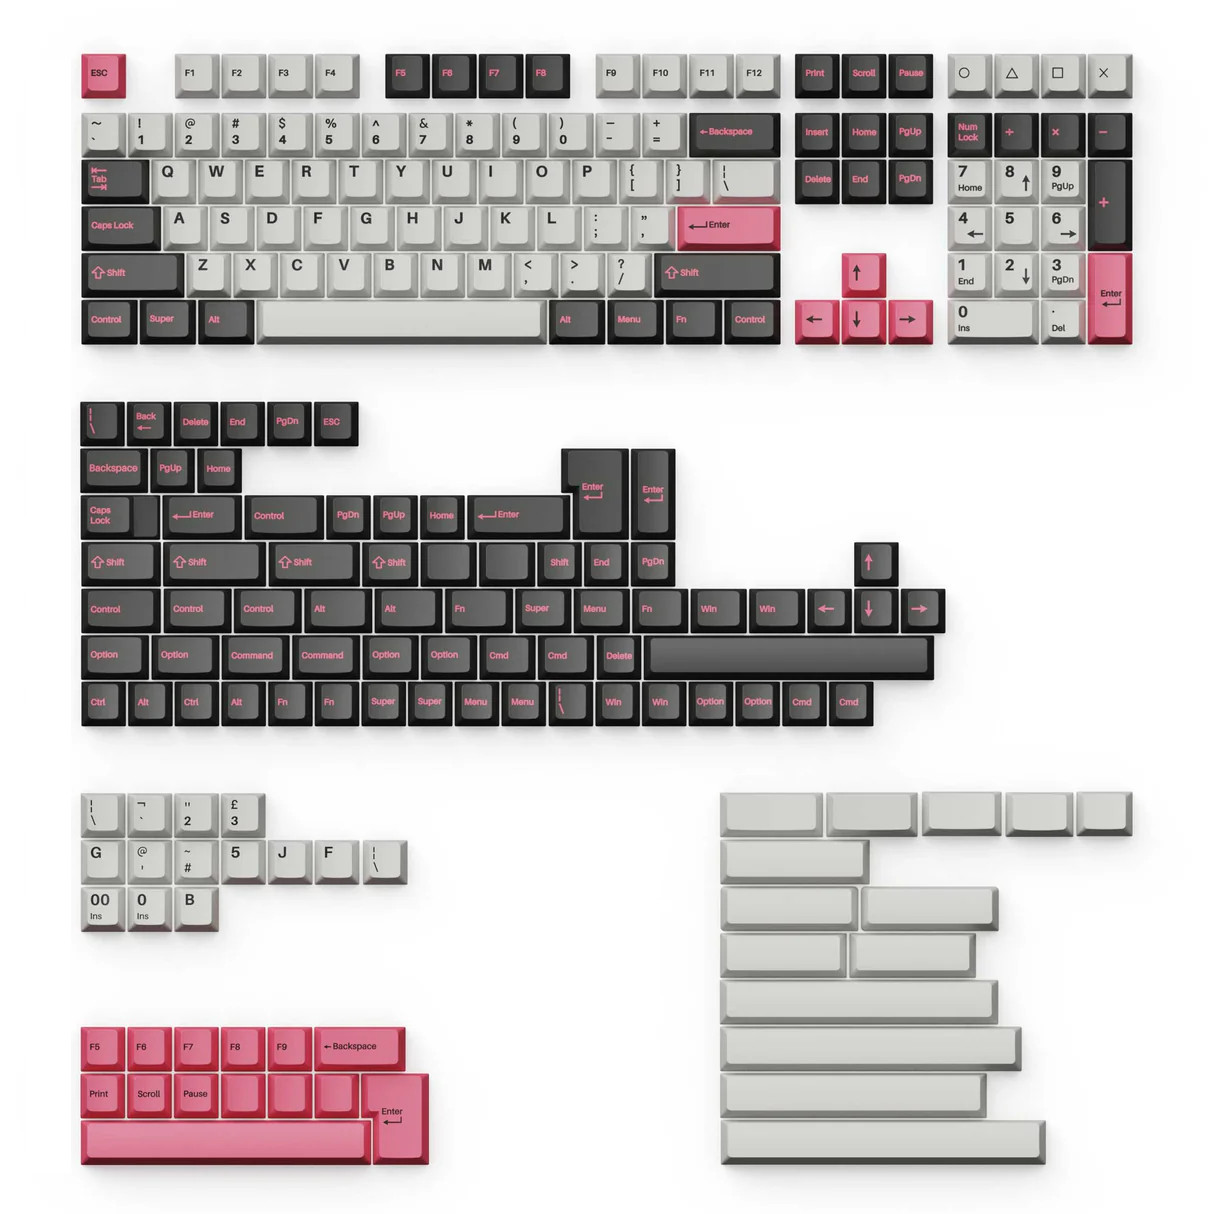 ESC F1 F2 F3 F4 F5 F6 F7 F8 F9 F10 F11 F12 Print Scroll Pause ○ △ □ ×
~ ! @ # $ % ^ & * ( ) — +
` 1 2 3 4 5 6 7 8 9 0 - = ←Backspace Insert Home PgUp Num Lock ÷ × −
Tab Q W E R T Y U I O P { [ } ] ¦ \ Delete End PgDn 7 Home 8 ↑ 9 PgUp +
Caps Lock A S D F G H J K L : ; " ' Enter 4 ← 5 6 →
Shift Z X C V B N M < , > . ? / Shift ↑ 1 End 2 ↓ 3 PgDn Enter
Control Super Alt Alt Menu Fn Control ← ↓ → 0 Ins . Del
¦ \ Back ← Delete End PgDn ESC
Backspace PgUp Home Enter Enter
Caps Lock Enter Control PgDn PgUp Home Enter
Shift Shift Shift Shift Shift End PgDn ↑
Control Control Control Alt Alt Fn Super Menu Fn Win Win ← ↓ →
Option Option Command Command Option Option Cmd Cmd Delete
Ctrl Alt Ctrl Alt Fn Fn Super Super Menu Menu ¦ \ Win Win Option Option Cmd Cmd
¦ \ ¬ ` " 2 £ 3
G @ ' ~ # 5 J F ¦ \
00 Ins 0 Ins B
F5 F6 F7 F8 F9 ←Backspace
Print Scroll Pause Enter